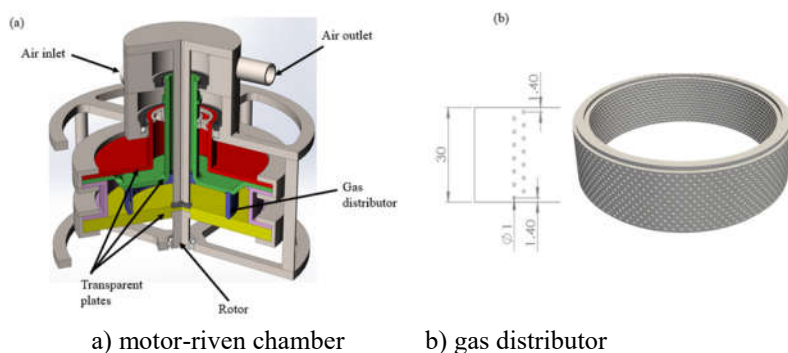 (a)
Air inlet
Air outlet
Gas
distributor
Transparent
plates
Rotor
(b)
1.40
30
∅1
1.40
a) motor-riven chamber b) gas distributor